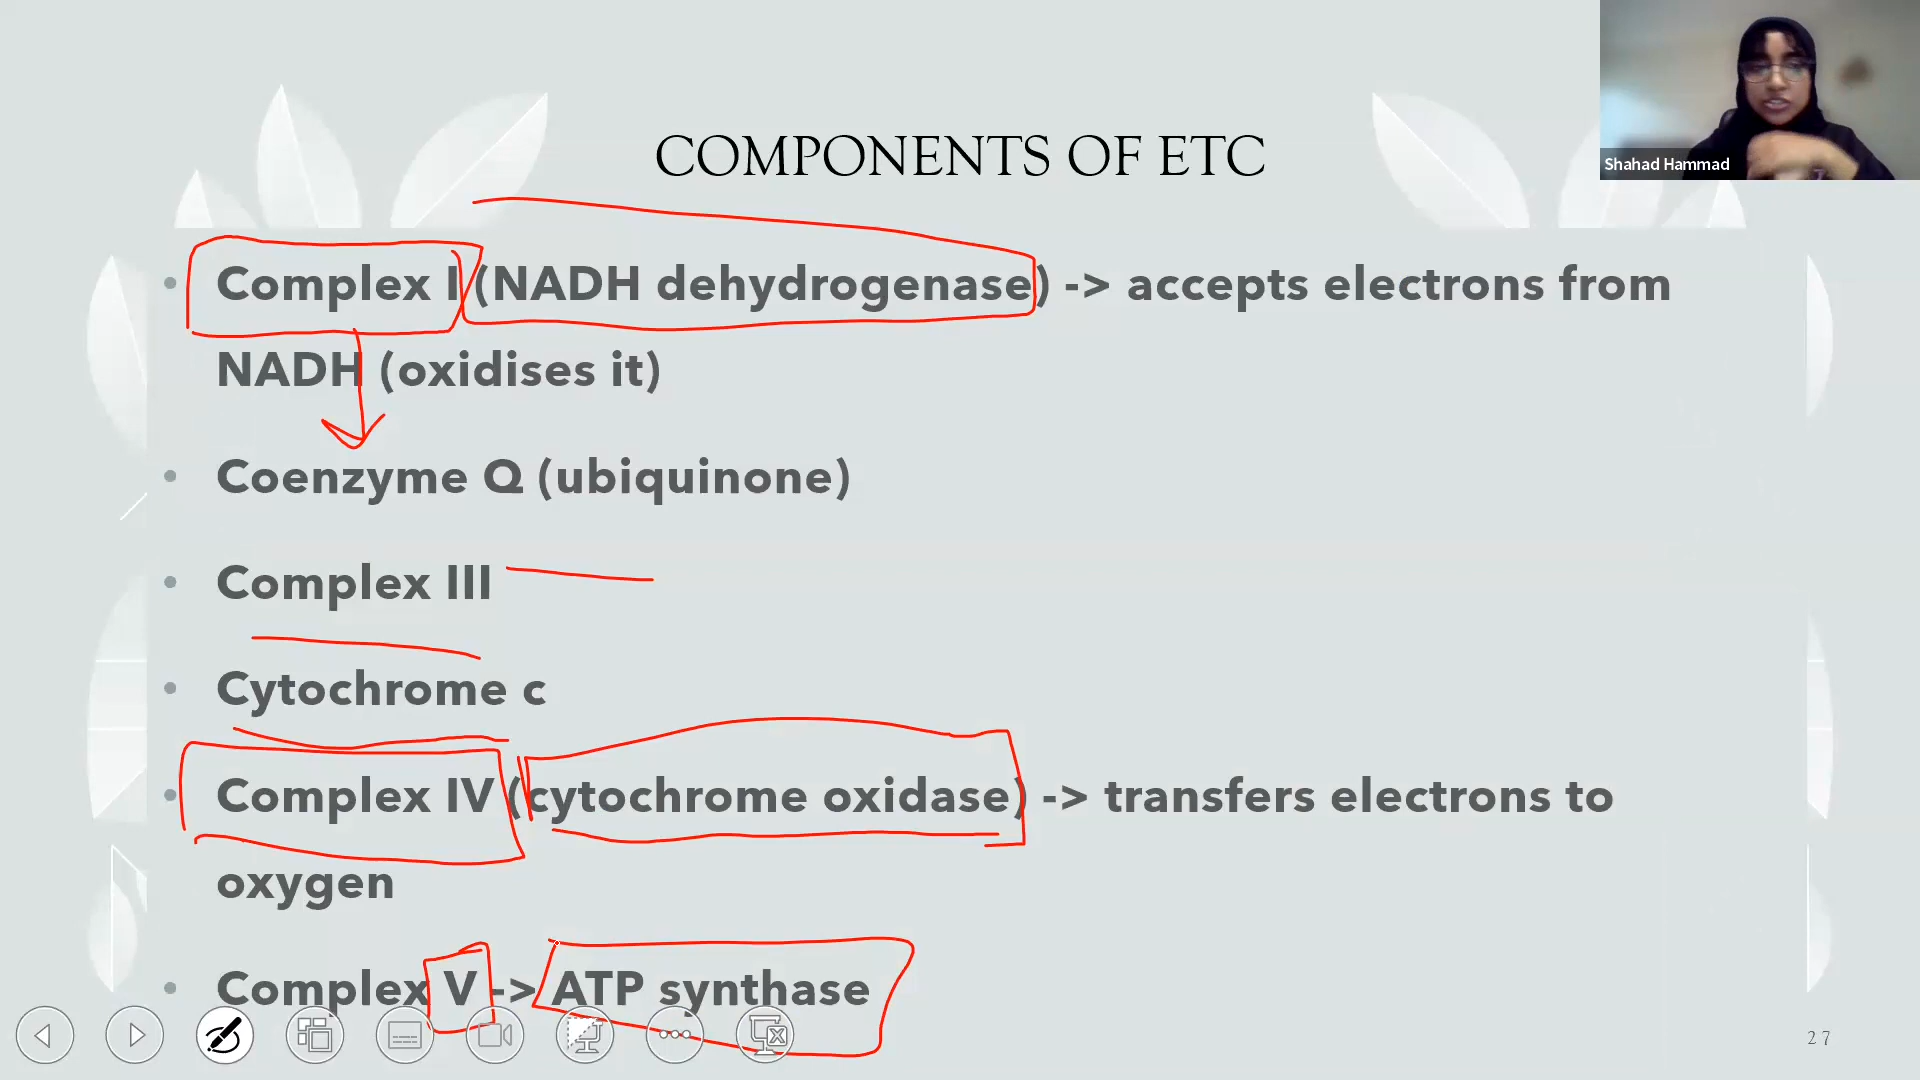 COMPONENTS OF ETC
Shahad Hammad
• Complex I (NADH dehydrogenase) -> accepts electrons from
NADH (oxidises it)
• Coenzyme Q (ubiquinone)
• Complex III
• Cytochrome c
• Complex IV (cytochrome oxidase) -> transfers electrons to
oxygen
• Complex V -> ATP synthase
27